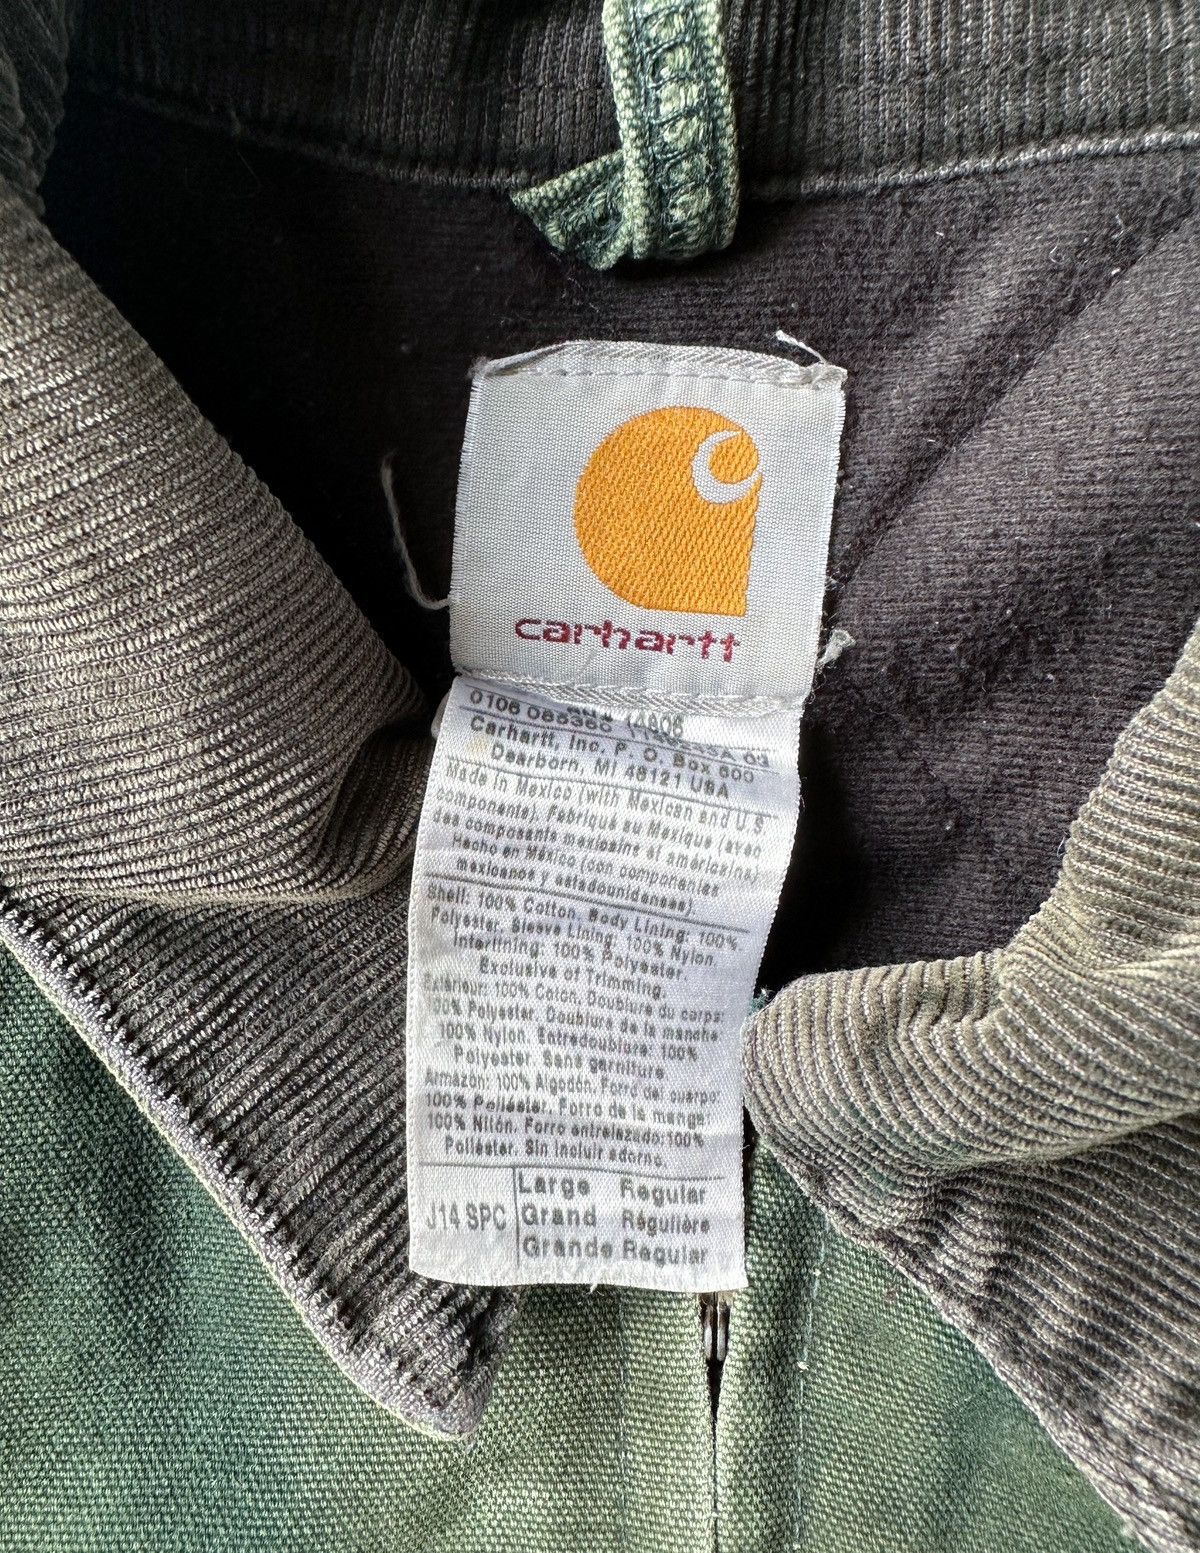 carhartt
14806
0106
Carhartt, Inc. P. O. Box 600
Dearborn, MI 48121 USA
Made in Mexico (with Mexican and U.S.
components). Fabriqué au Mexique (avec
des composants mexicains et américains)
Hecho en México (con componentes
mexicanos y estadounidenses)
Shell: 100% Cotton. Body Lining: 100%
Polyester. Sleeve Lining: 100% Nylon.
Interlining: 100% Polyester.
Exclusive of Trimming.
Extérieur: 100% Coton. Doublure du corps:
100% Polyester. Doublure de la manche
100% Nylon. Entredoublure: 100%
Polyester. Sans garniture
Armazon: 100% Algodón. Forro del cuerpo:
100% Poliéster. Forro de la manga
100% Nilón. Forro entrelazado: 100%
Poliéster. Sin incluir adorno.
J14 SPC
Large Regular
Grand Régulière
Grande Regular